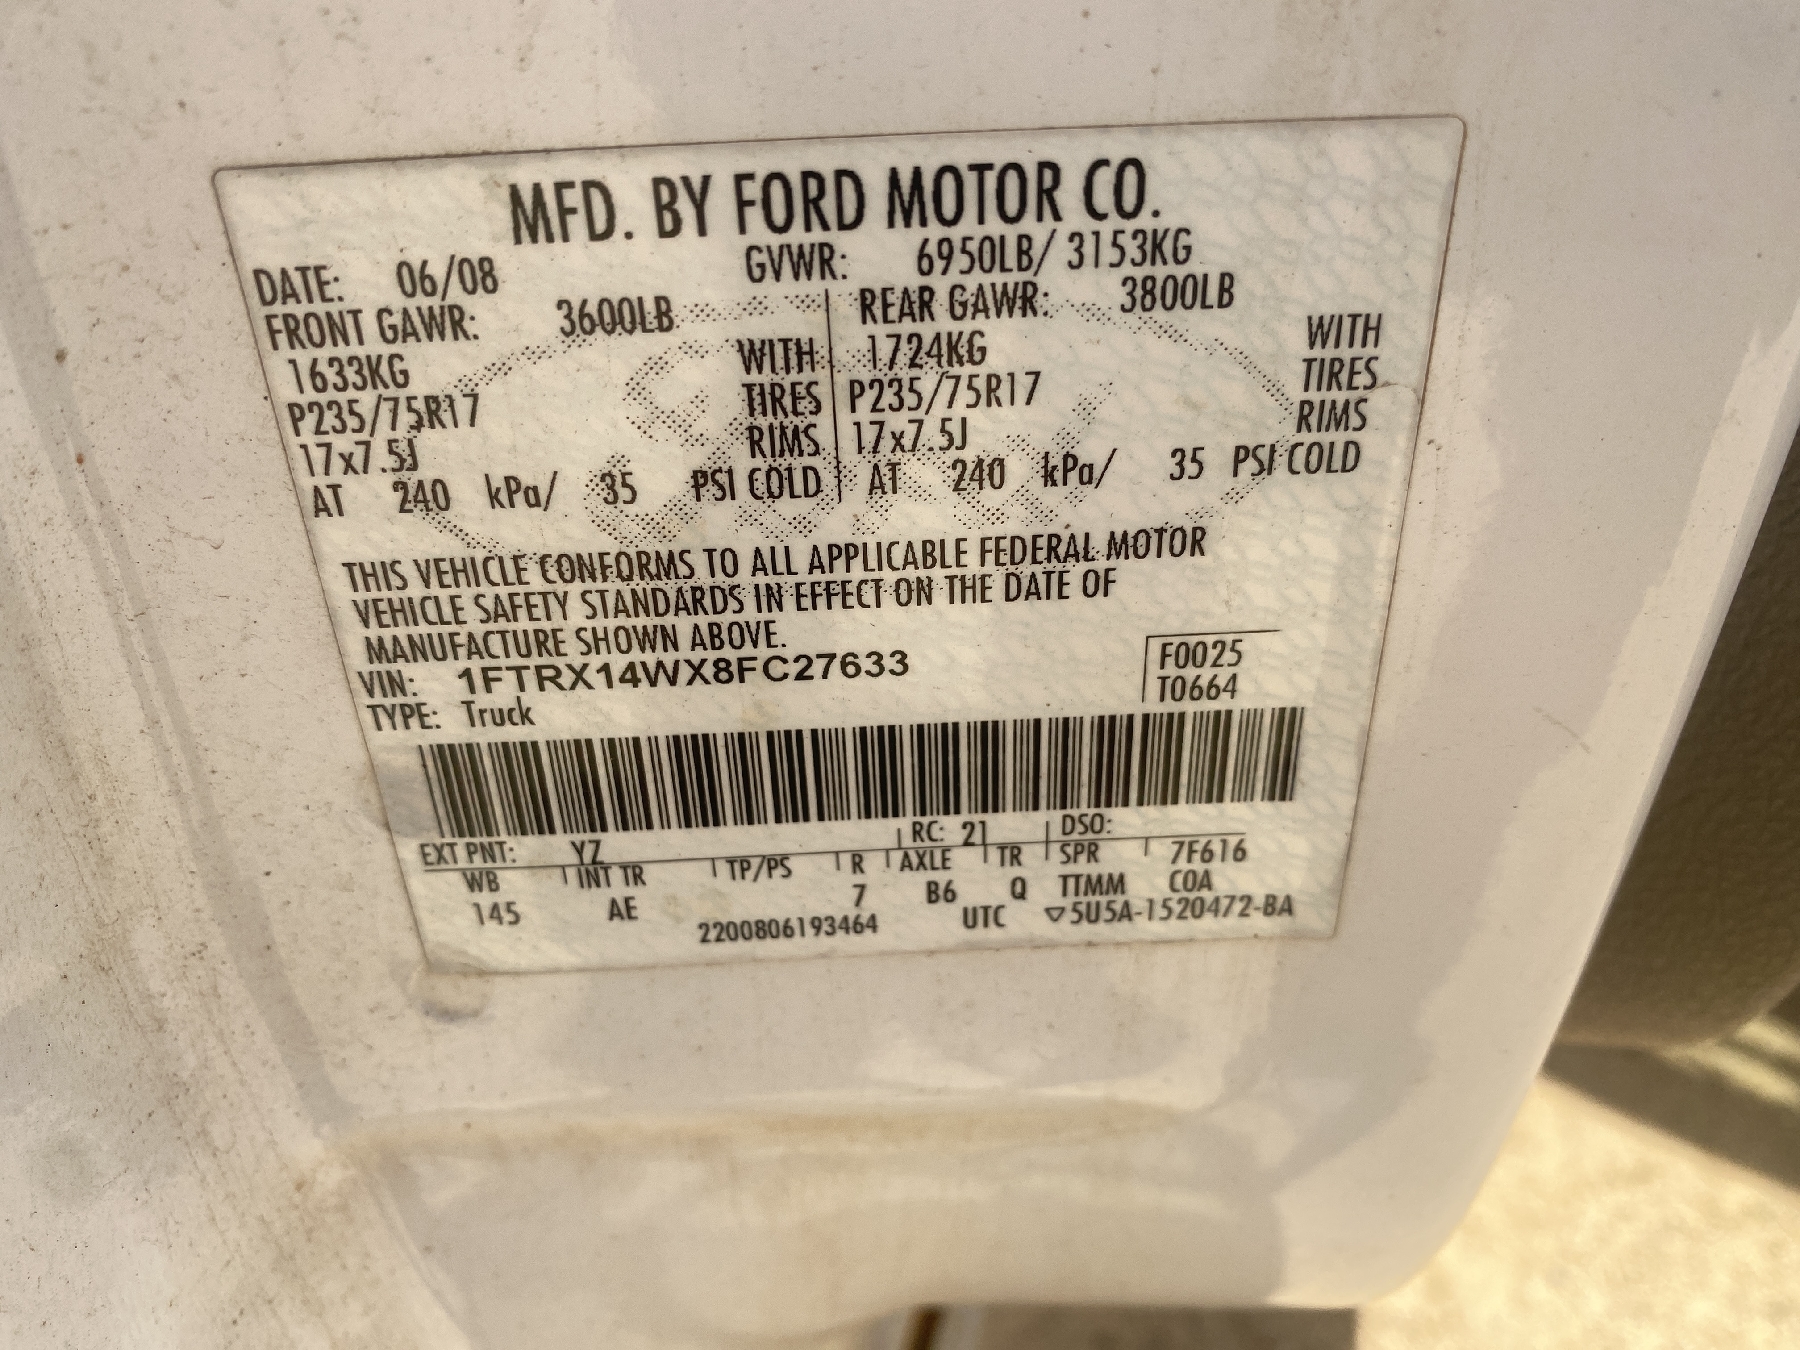 MFD. BY FORD MOTOR CO.
DATE: 06/08 GVWR: 6950LB/ 3153KG
FRONT GAWR: 3600LB REAR GAWR: 3800LB
1633KG WITH 1724KG WITH
P235/75R17 TIRES P235/75R17 TIRES
17x7.5J RIMS 17x7.5J RIMS
AT 240 kPa/ 35 PSI COLD AT 240 kPa/ 35 PSI COLD
THIS VEHICLE CONFORMS TO ALL APPLICABLE FEDERAL MOTOR
VEHICLE SAFETY STANDARDS IN EFFECT ON THE DATE OF
MANUFACTURE SHOWN ABOVE.
VIN: 1FTRX14WX8FC27633 F0025
TYPE: Truck T0664
EXT PNT: YZ RC: 21 DSO:
WB INT TR TP/PS R AXLE TR SPR 7F616
145 AE 7 B6 Q TTMM COA
2200806193464 UTC ▽5U5A-1520472-BA